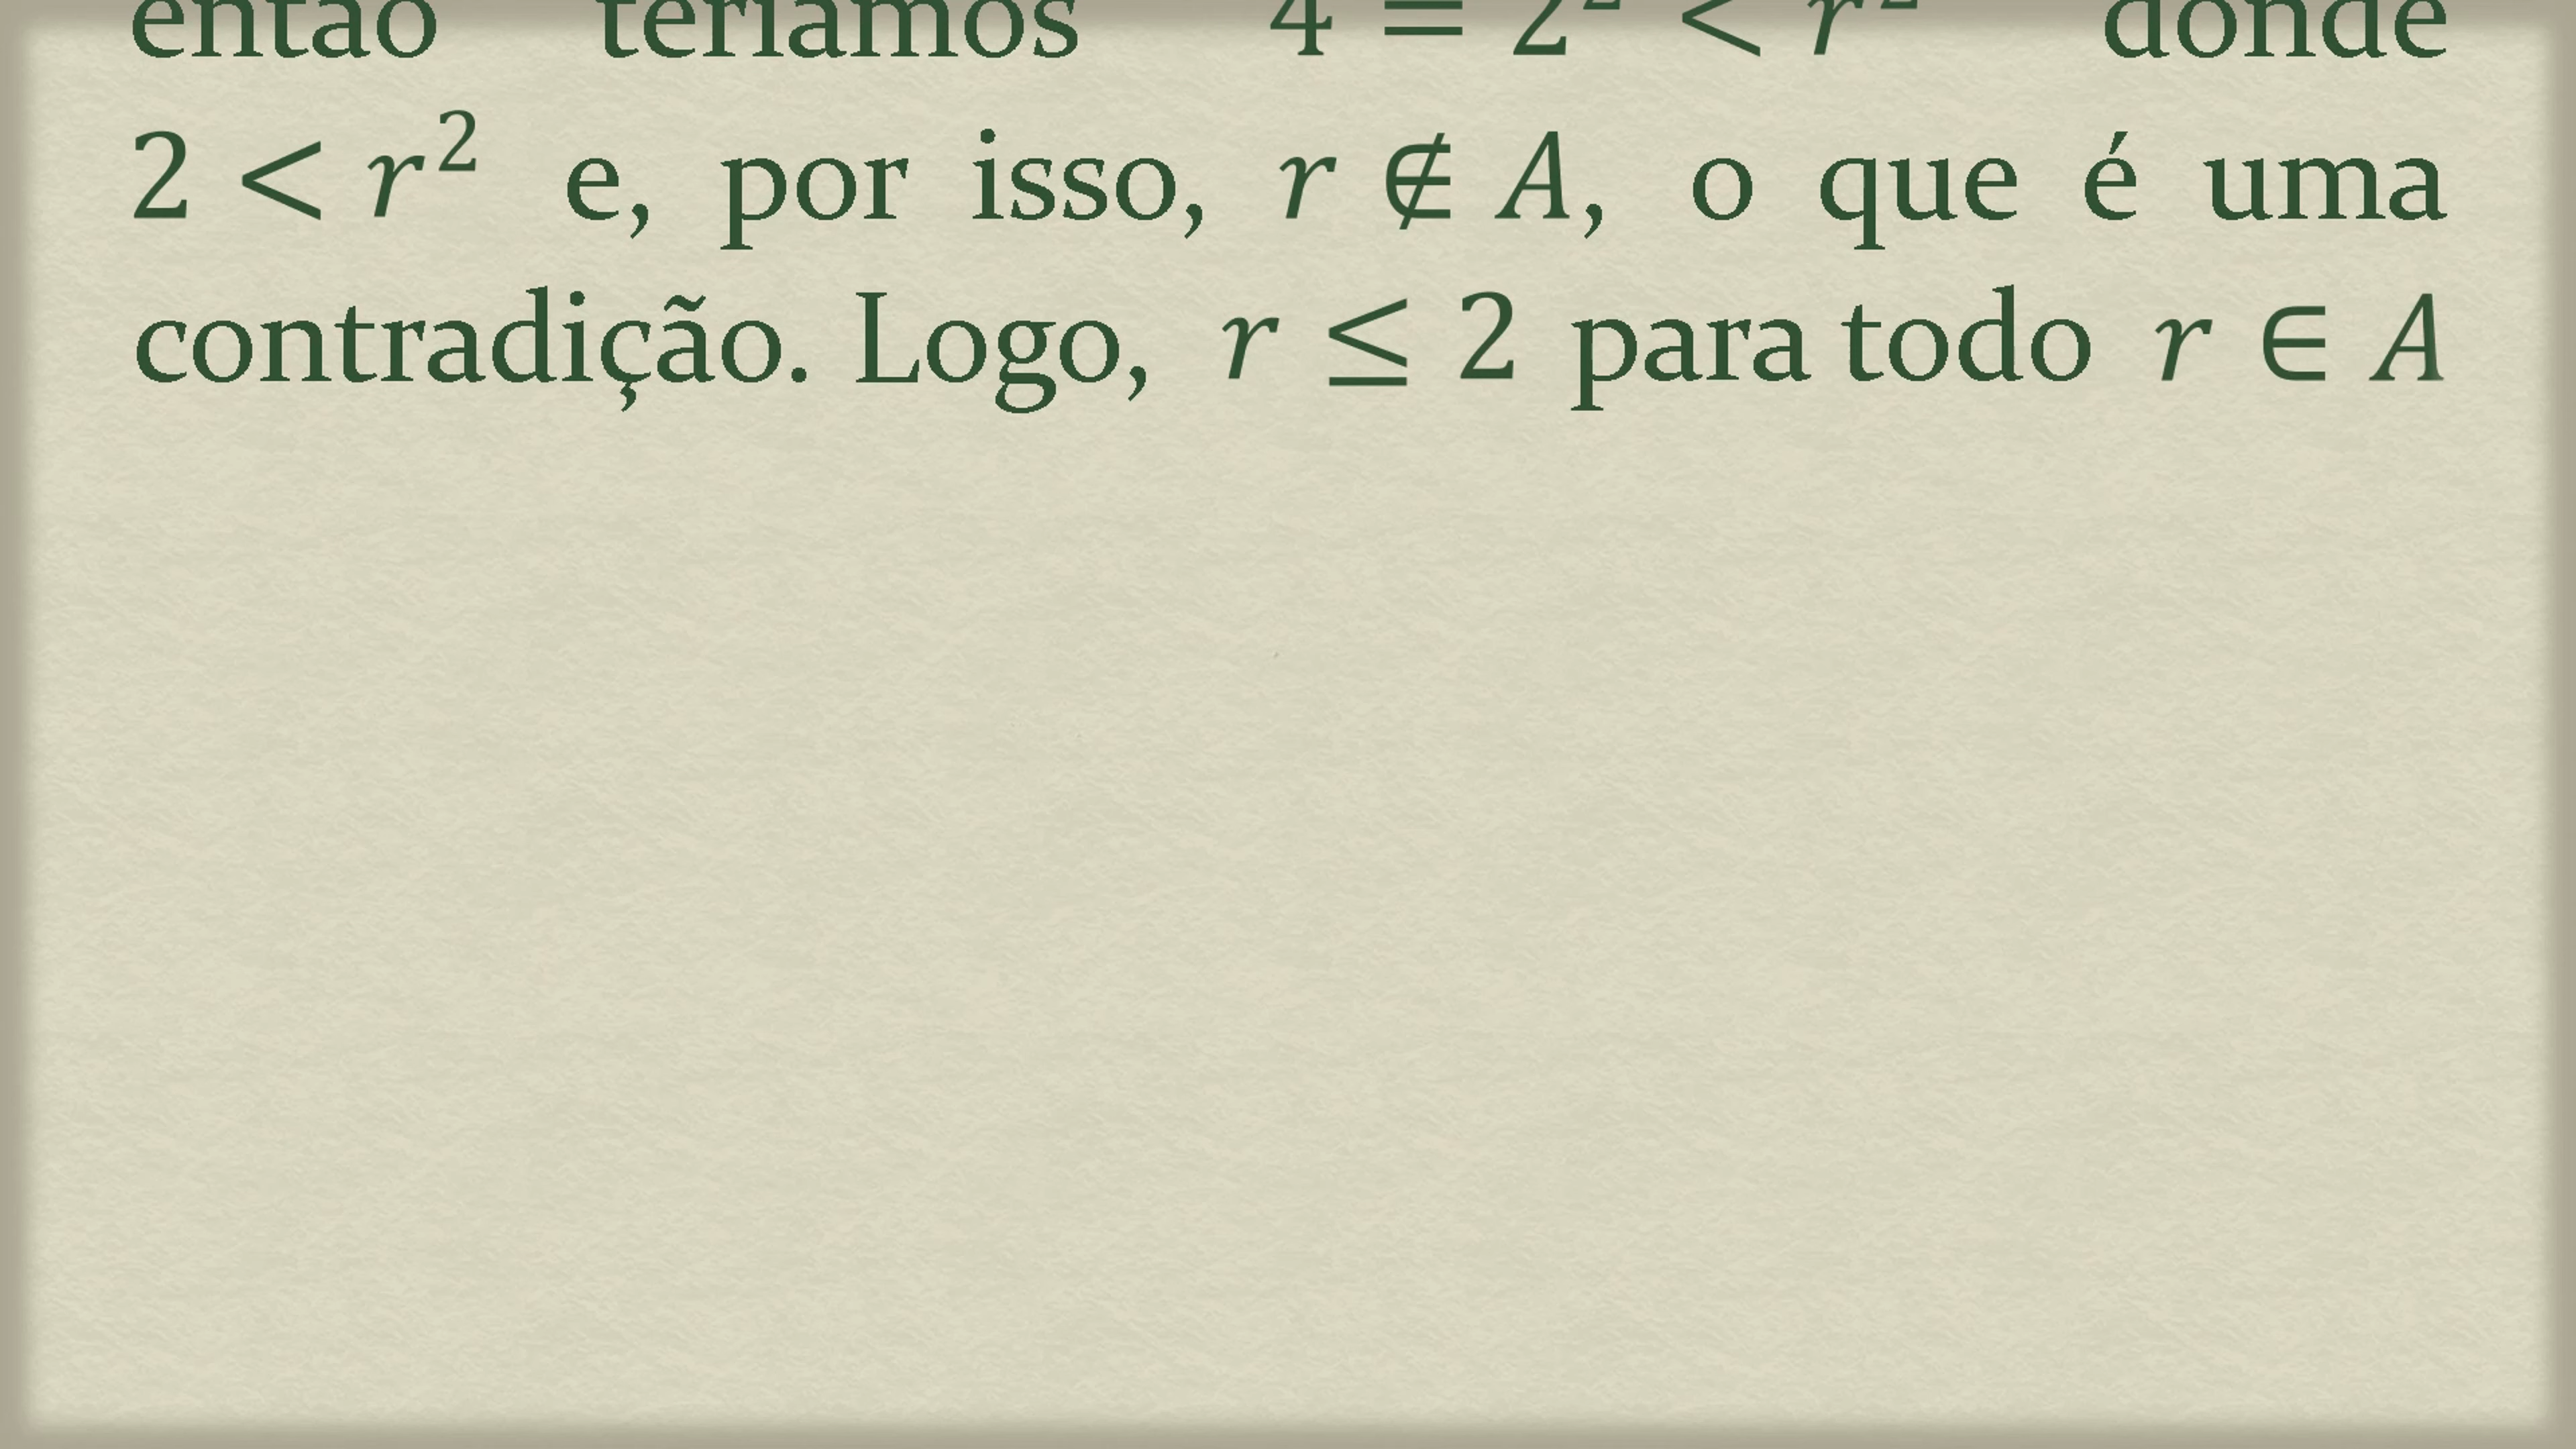 então teríamos 4 = 2² < r² donde
2 < r² e, por isso, r ∉ A, o que é uma
contradição. Logo, r ≤ 2 para todo r ∈ A